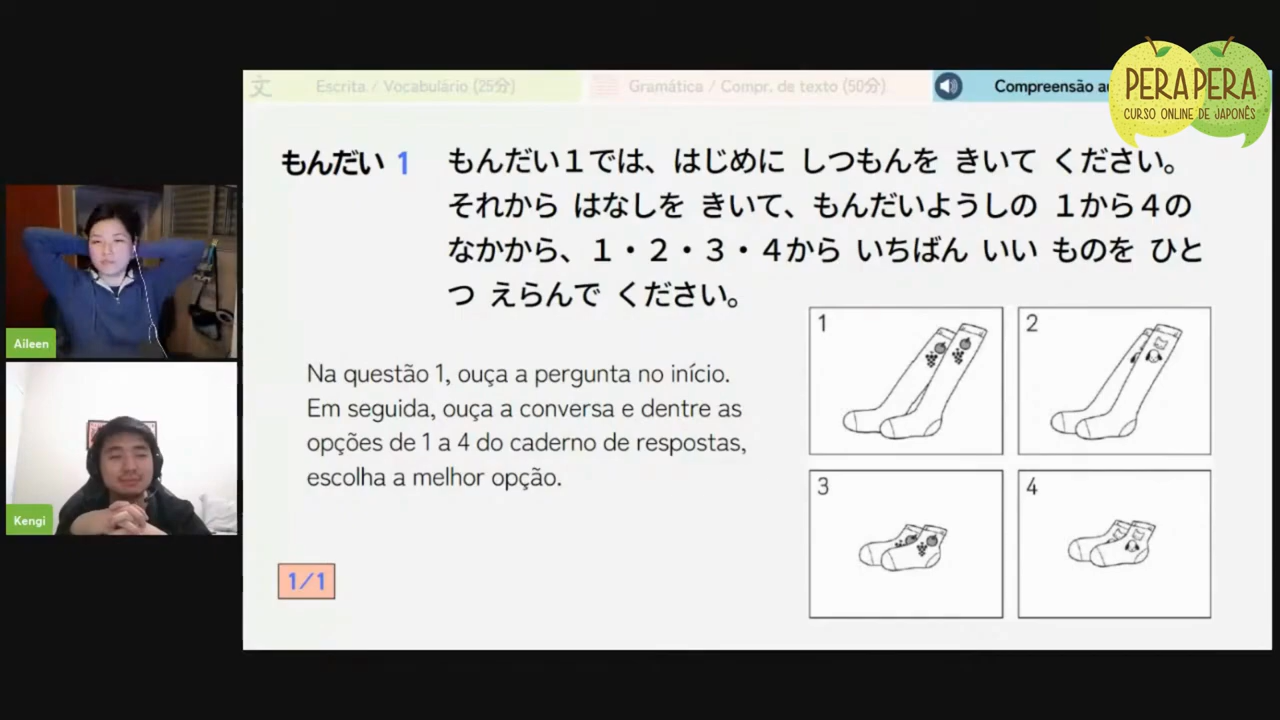 PERAPERA
CURSO ONLINE DE JAPONÊS
文 Escrita / Vocabulário (25分)
Gramática / Compr. de texto (50分)
Compreensão au
もんだい 1
もんだい１では、はじめに しつもんを きいて ください。
それから はなしを きいて、もんだいようしの １から４の
なかから、１・２・３・４から いちばん いい ものを ひと
つ えらんで ください。
Na questão 1, ouça a pergunta no início.
Em seguida, ouça a conversa e dentre as
opções de 1 a 4 do caderno de respostas,
escolha a melhor opção.
1
2
3
4
1/1
Aileen
Kengi